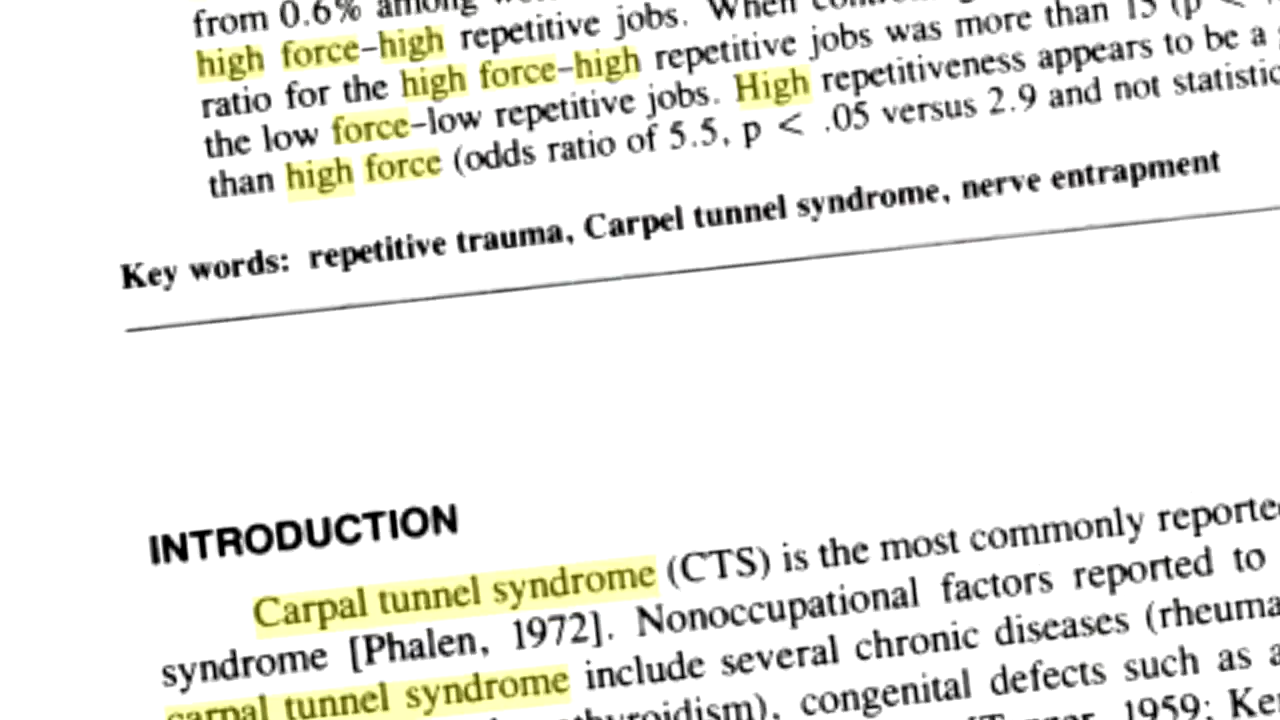 from 0.6% among
high force–high repetitive jobs. When
ratio for the high force–high repetitive jobs was more than 15 (p <
the low force–low repetitive jobs. High repetitiveness appears to be a
than high force (odds ratio of 5.5, p < .05 versus 2.9 and not
Key words: repetitive trauma, Carpel tunnel syndrome, nerve entrapment
INTRODUCTION
Carpal tunnel syndrome (CTS) is the most commonly
syndrome [Phalen, 1972]. Nonoccupational factors reported to
carpal tunnel syndrome include several chronic diseases
congenital defects such as
1959;